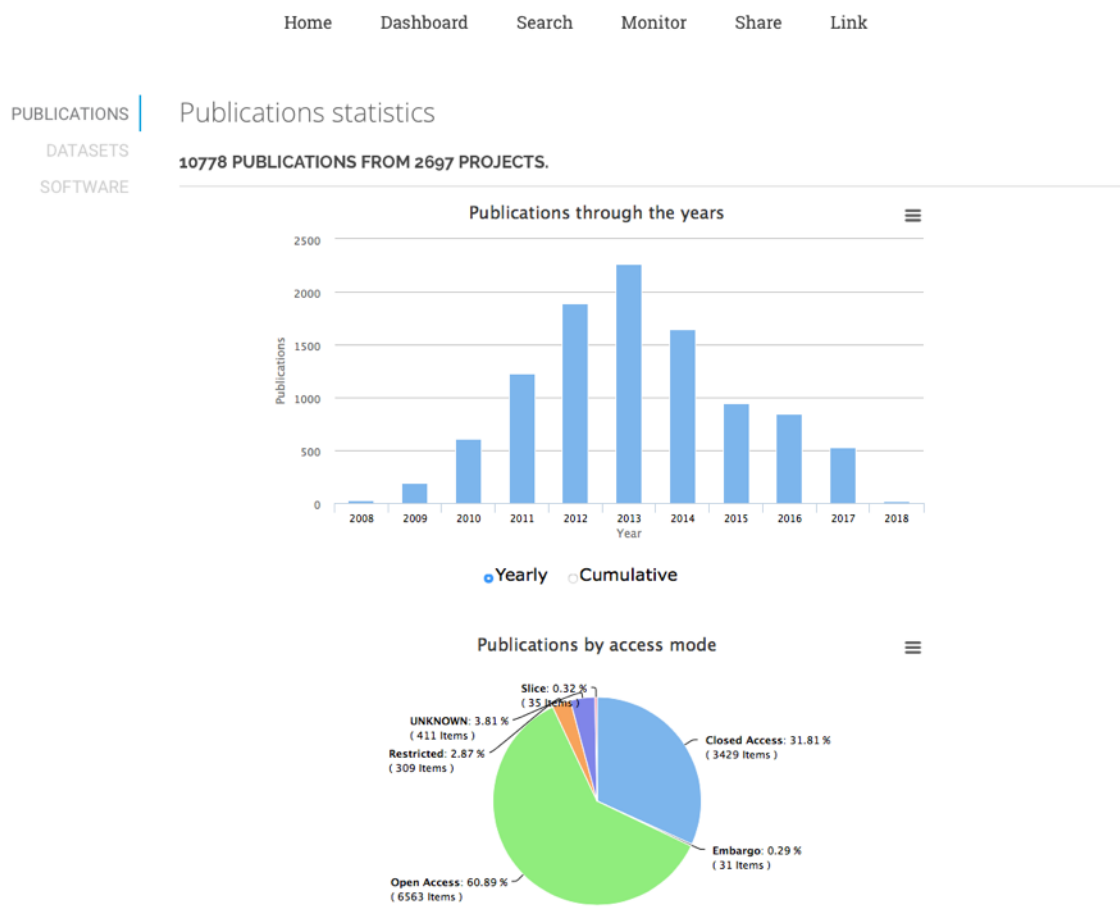 Home Dashboard Search Monitor Share Link
PUBLICATIONS
DATASETS
SOFTWARE
Publications statistics
10778 PUBLICATIONS FROM 2697 PROJECTS.
Publications through the years
2500
2000
1500
1000
500
0
Publications
2008 2009 2010 2011 2012 2013 2014 2015 2016 2017 2018
Year
Yearly Cumulative
Publications by access mode
Slice: 0.32 %
( 35 Items )
UNKNOWN: 3.81 %
( 411 Items )
Restricted: 2.87 %
( 309 Items )
Closed Access: 31.81 %
( 3429 Items )
Embargo: 0.29 %
( 31 Items )
Open Access: 60.89 %
( 6563 Items )